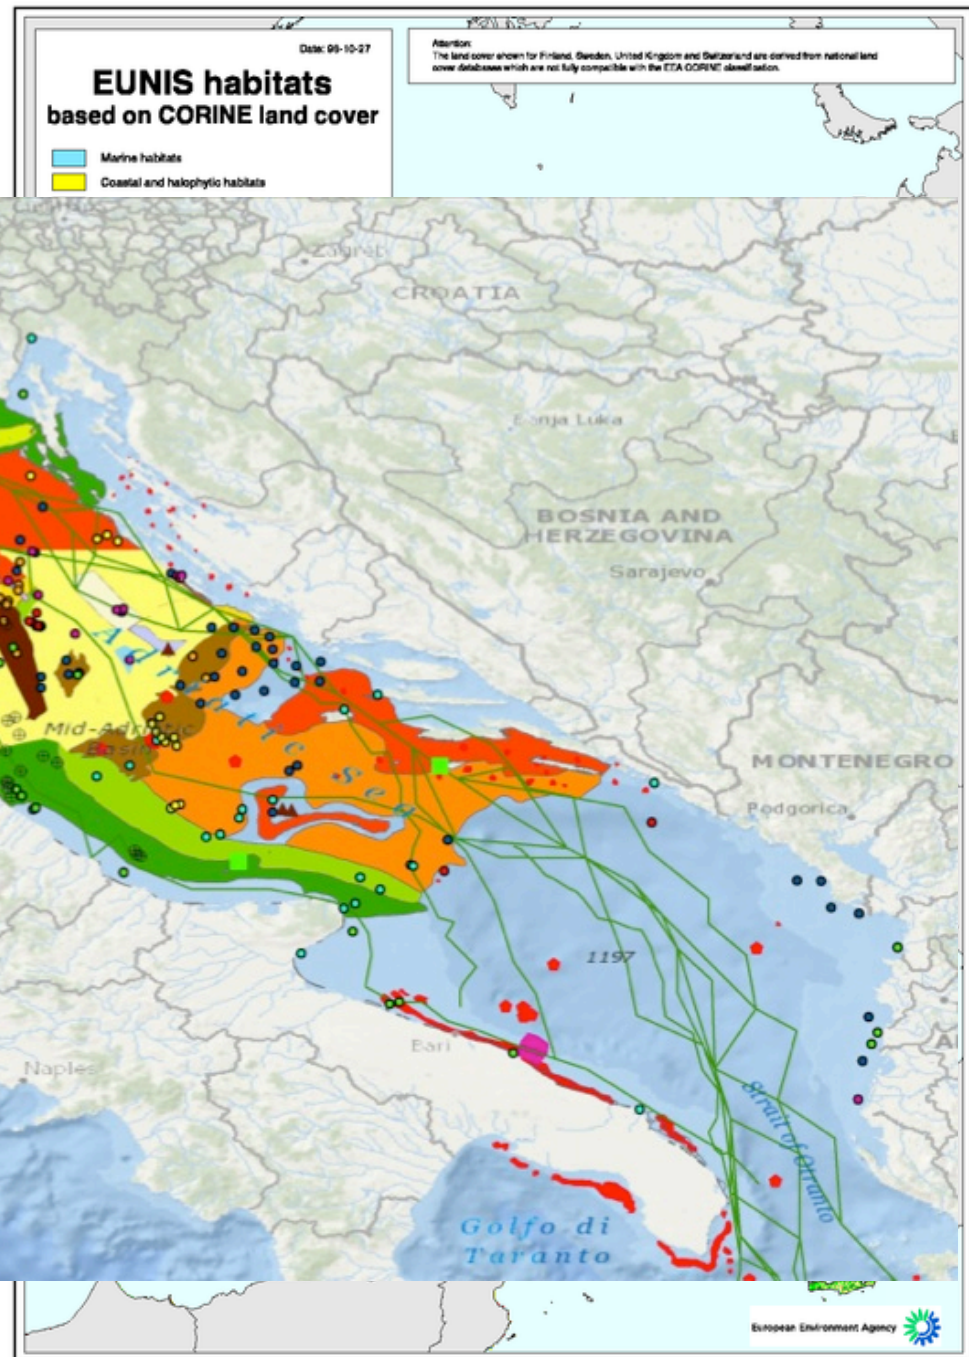 Date: 98-10-27
EUNIS habitats
based on CORINE land cover
Marine habitats
Coastal and halophytic habitats
Attention:
The land cover shown for Finland, Sweden, United Kingdom and Switzerland are derived from national land
cover databases which are not fully compatible with the EEA CORINE classification.
Zagreb
CROATIA
Banja Luka
BOSNIA AND
HERZEGOVINA
Sarajevo
Adriatic Sea
Mid-Adriatic
Basin
MONTENEGRO
Podgorica
1197
Bari
Naples
Strait of Otranto
Golfo di
Taranto
European Environment Agency